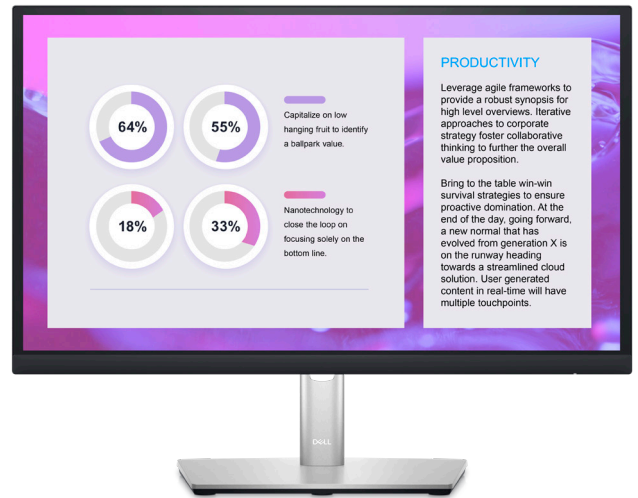 64%
55%
Capitalize on low
hanging fruit to identify
a ballpark value.
18%
33%
Nanotechnology to
close the loop on
focusing solely on the
bottom line.
PRODUCTIVITY
Leverage agile frameworks to
provide a robust synopsis for
high level overviews. Iterative
approaches to corporate
strategy foster collaborative
thinking to further the overall
value proposition.
Bring to the table win-win
survival strategies to ensure
proactive domination. At the
end of the day, going forward,
a new normal that has
evolved from generation X is
on the runway heading
towards a streamlined cloud
solution. User generated
content in real-time will have
multiple touchpoints.
DELL